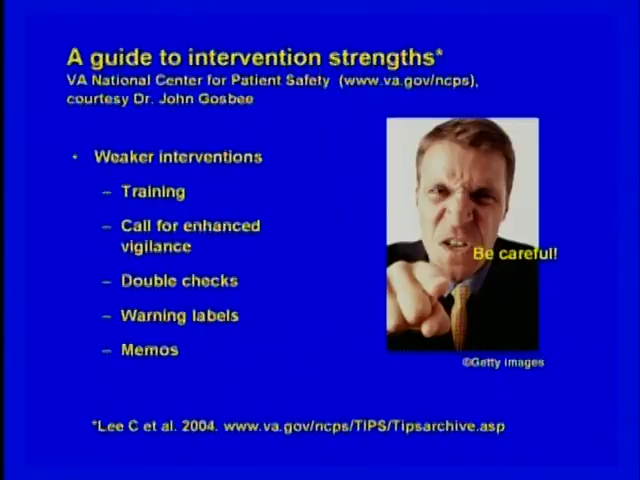 A guide to intervention strengths*
VA National Center for Patient Safety (www.va.gov/ncps),
courtesy Dr. John Gosbee
• Weaker interventions
– Training
– Call for enhanced
vigilance
– Double checks
– Warning labels
– Memos
Be careful!
©Getty images
*Lee C et al. 2004. www.va.gov/ncps/TIPS/Tipsarchive.asp